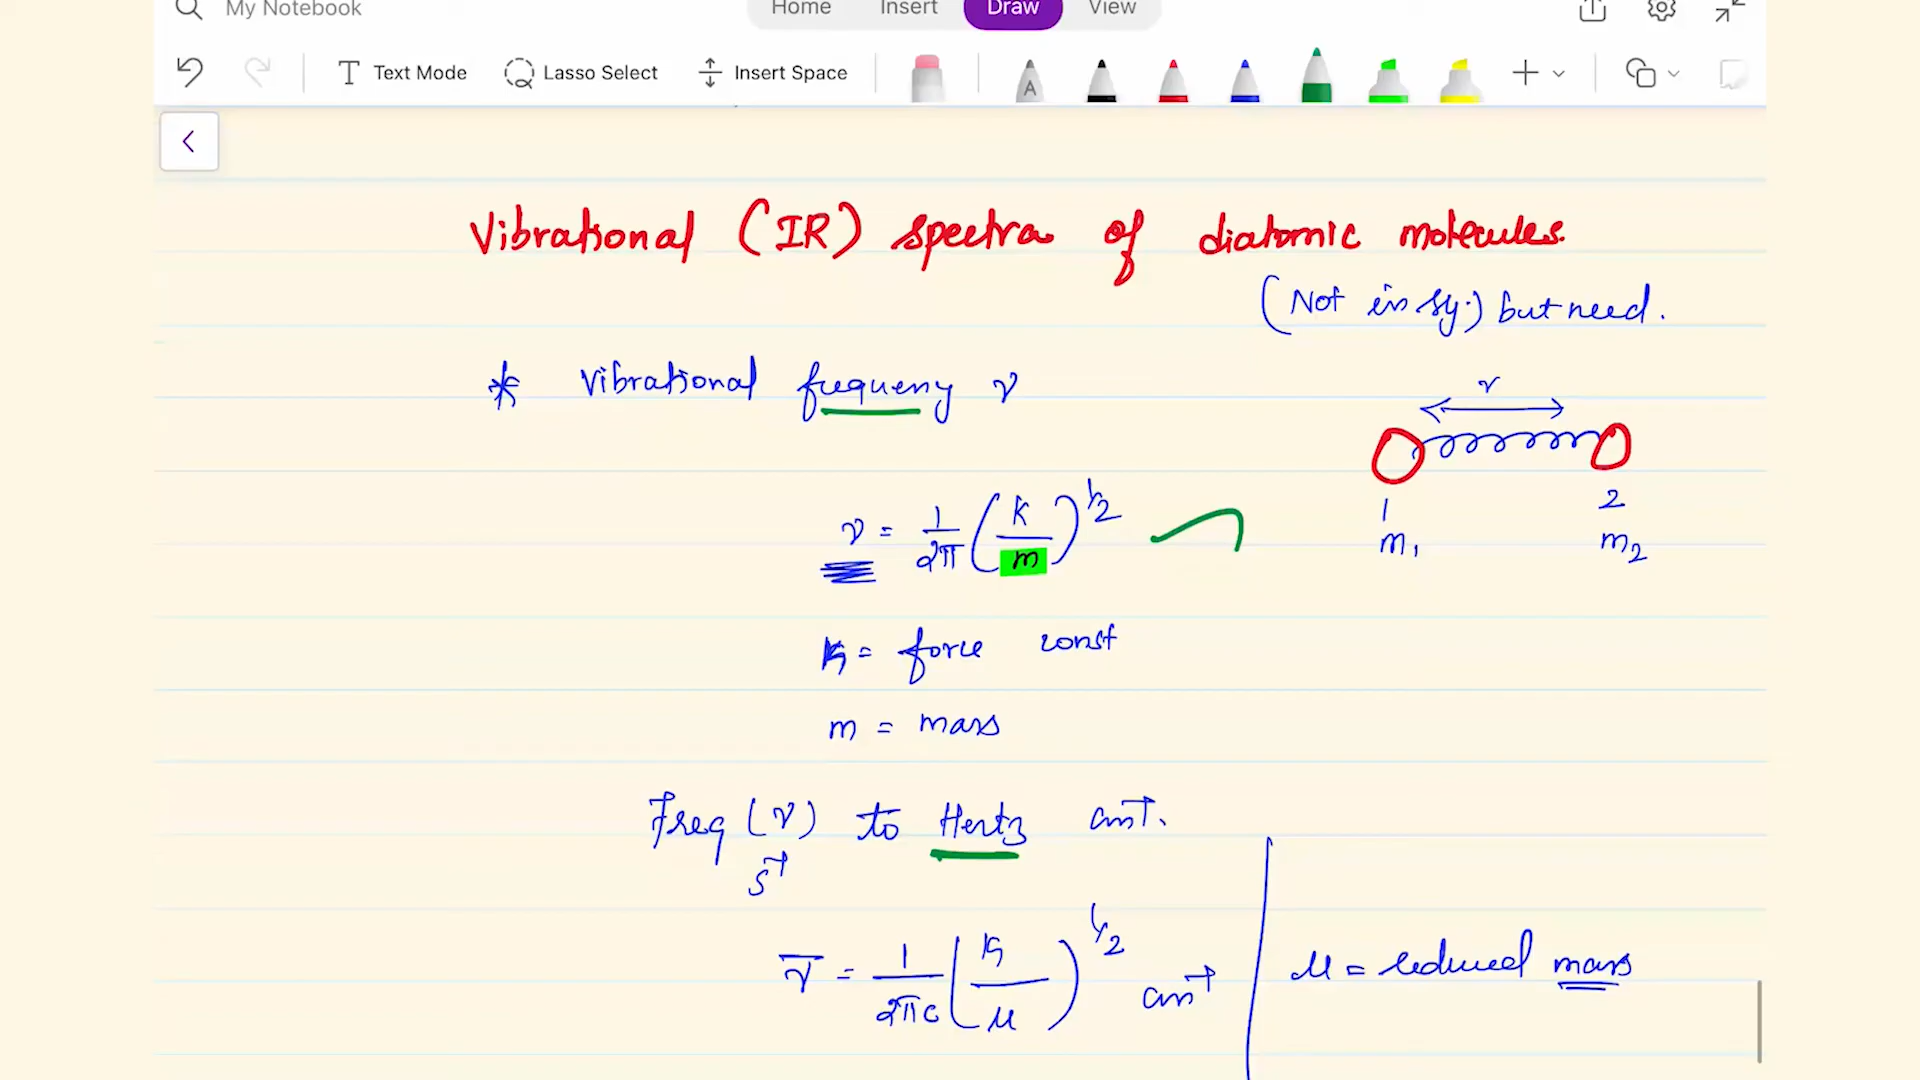 My Notebook
Home Insert Draw View
Text Mode Lasso Select Insert Space
A
Vibrational (IR) spectra of diatomic molecules.
(Not in sy.) but need.
* Vibrational frequeny ν
r
ν = 1/2π (k/m)^1/2
1 2
m₁ m₂
k = force const
m = mass
Freq (ν) to Hertz cm⁻¹.
s⁻¹
ν̅ = 1/2πc (k/μ)^1/2 cm⁻¹
μ = reduced mass